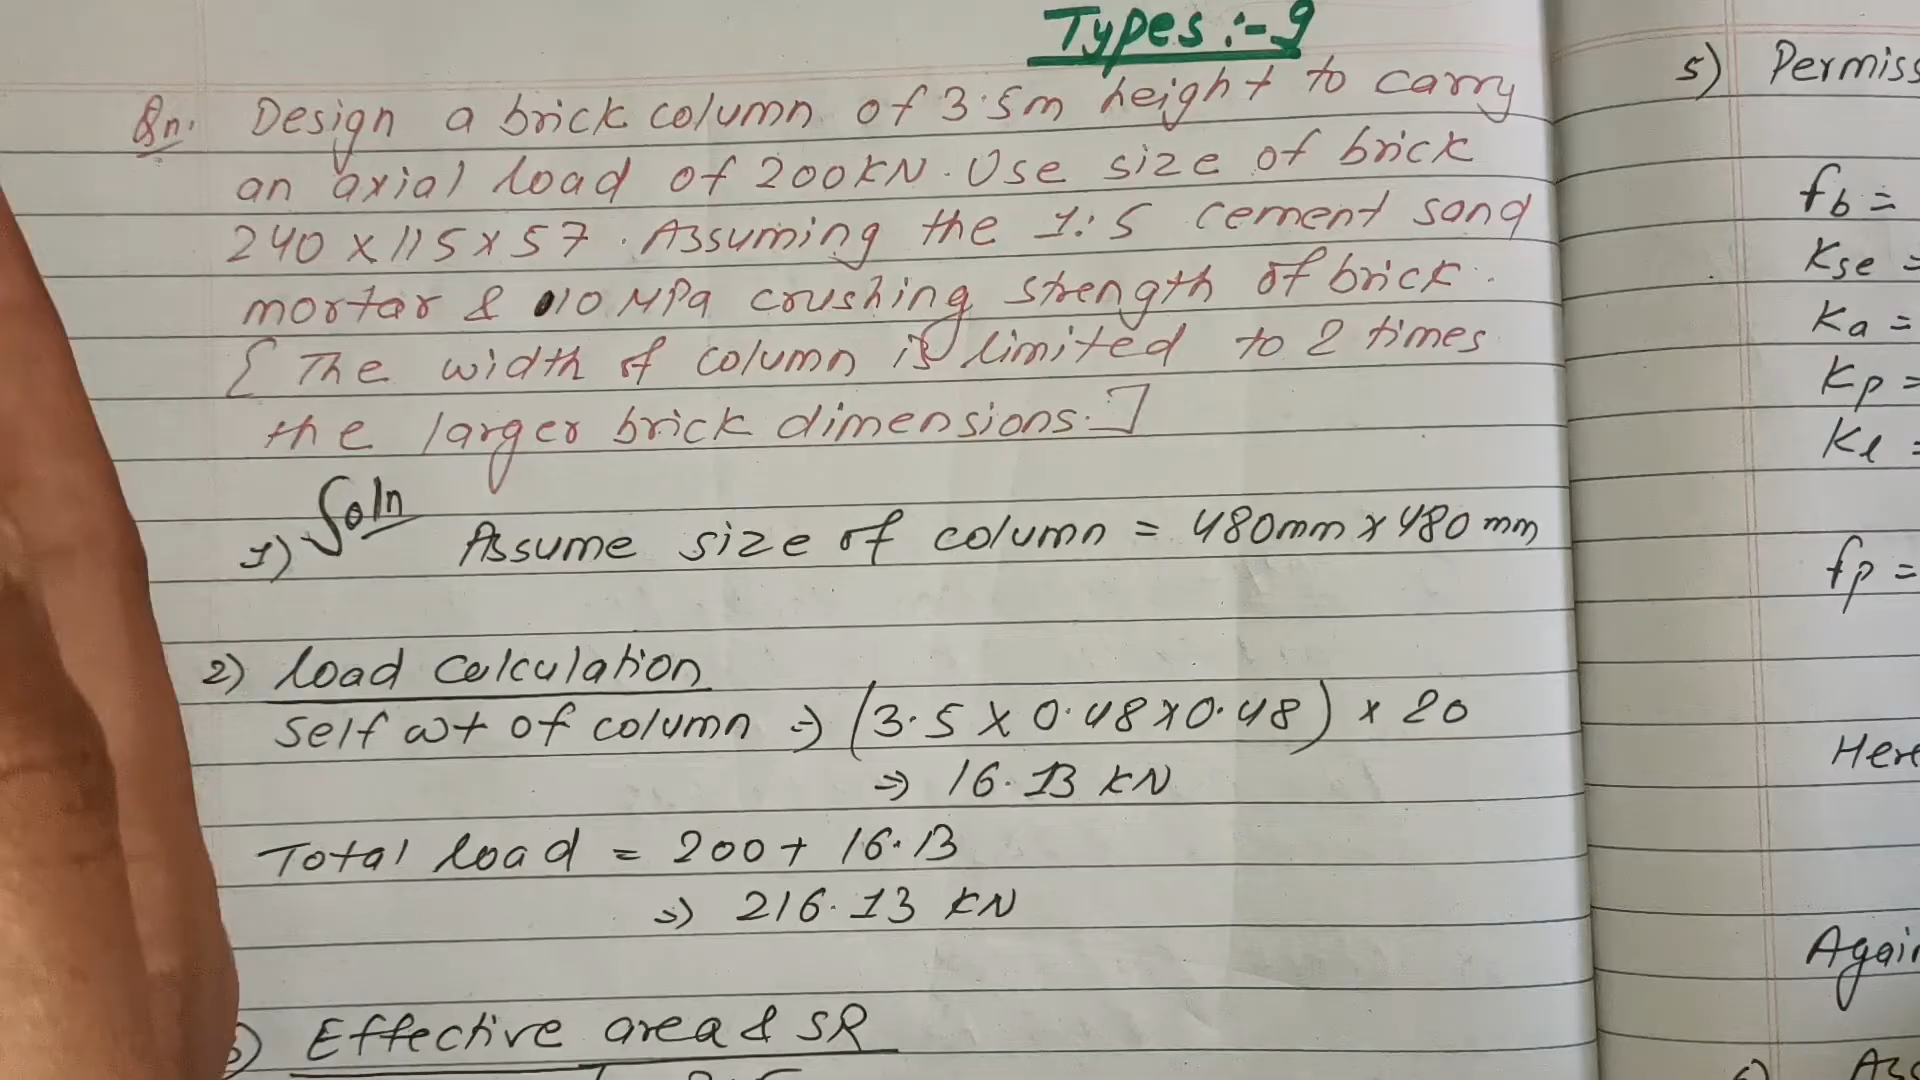 Types :- 9
Qn. Design a brick column of 3.5m height to carry
an axial load of 200KN. Use size of brick
240 x 115 x 57. Assuming the 1:5 cement sand
mortar & 10 MPa crushing strength of brick.
[ The width of column is limited to 2 times
the larger brick dimensions. ]
Soln
1) Assume size of column = 480mm x 480 mm
2) load calculation
self wt of column => (3.5 x 0.48 x 0.48) x 20
=> 16.13 KN
Total load = 200 + 16.13
=> 216.13 KN
Effective area & SR
5) Permiss
fb =
Kse =
Ka =
Kp =
Kl =
fp =
Here
Again